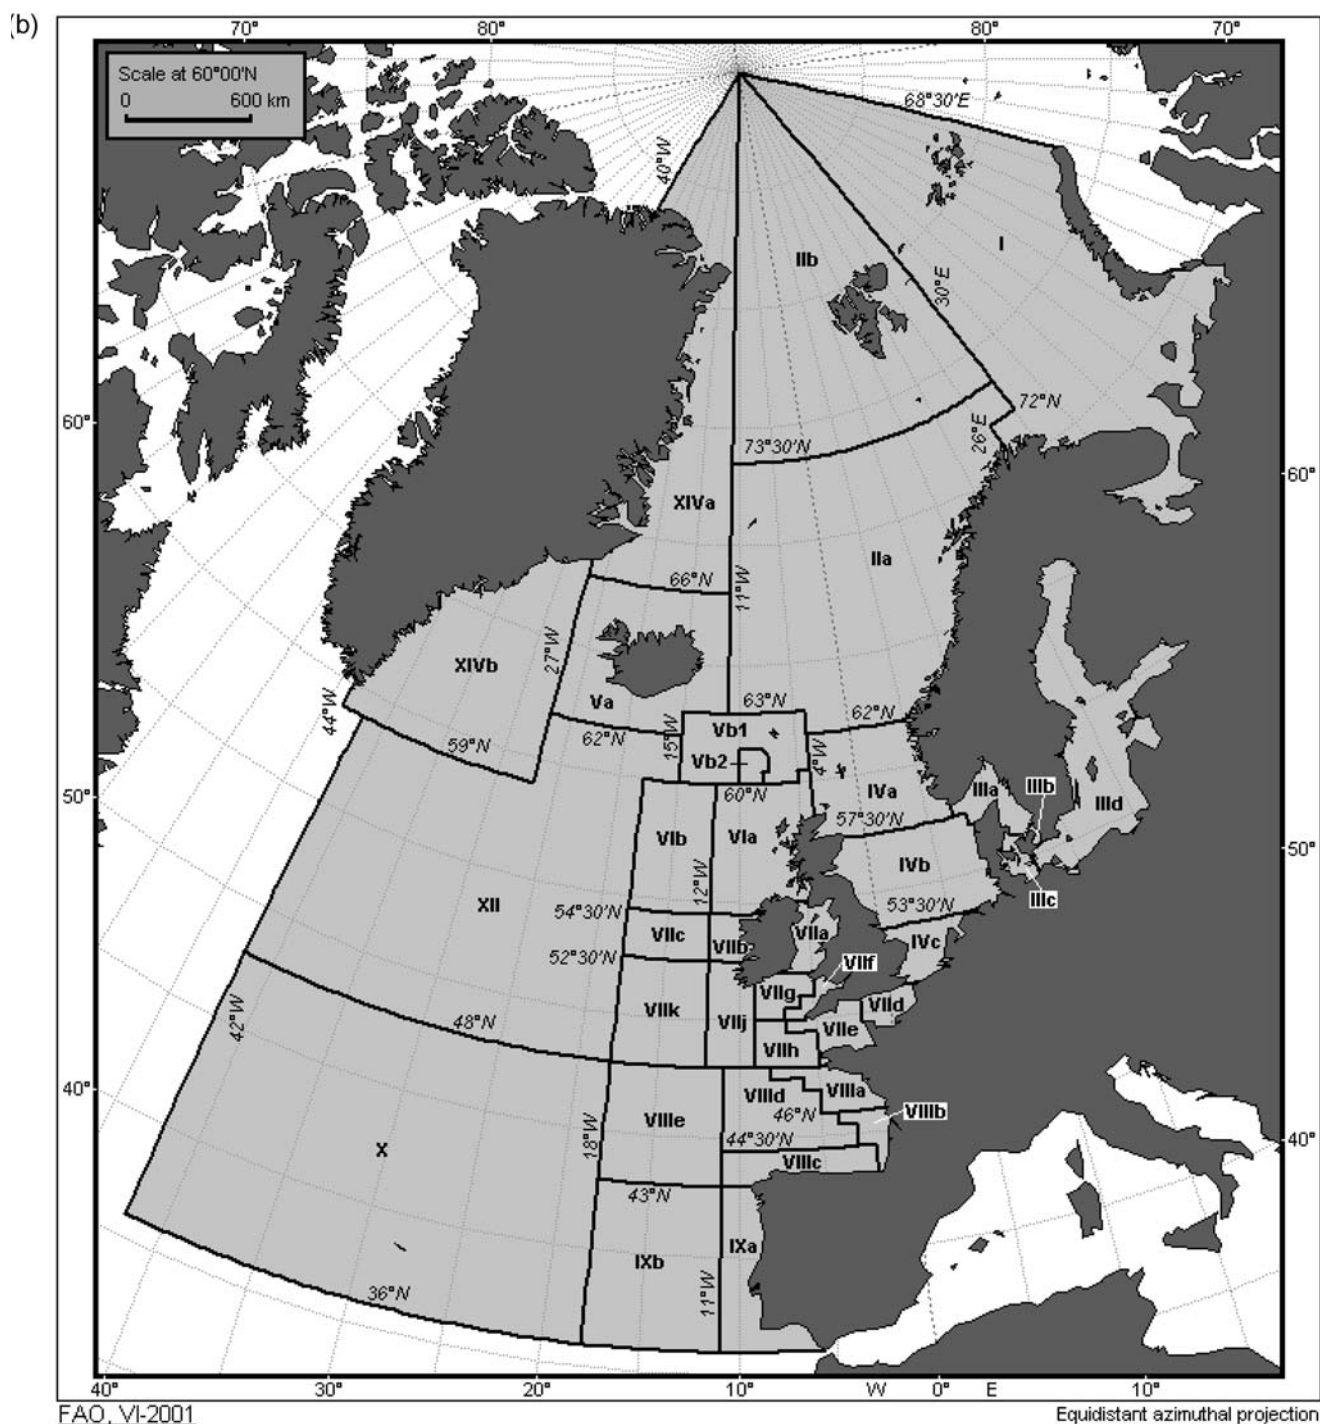 (b)
70° 80° 80° 70°
Scale at 60°00'N
0 600 km
68°30'E
40°W
I
IIb
30°E
72°N
60°
26°E
73°30'N
60°
XIVa
IIa
66°N
11°W
27°W
XIVb
Va
63°N
62°N
44°W
59°N
62°N
15°W
Vb1
Vb2
4°W
60°N
IVa
IIIa
IIIb
IIId
50°
57°30'N
VIb
VIa
IVb
50°
12°W
XII
54°30'N
53°30'N
IIIc
VIIc
VIIb
VIIa
IVc
52°30'N
VIIf
VIIg
VIId
VIIk
VIIj
VIIe
42°W
48°N
VIIh
40°
VIIId
VIIIa
VIIIe
46°N
VIIIb
18°W
44°30'N
40°
X
VIIIc
43°N
IXa
IXb
11°W
36°N
40° 30° 20° 10° W 0° E 10°
FAO, VI-2001
Equidistant azimuthal projection